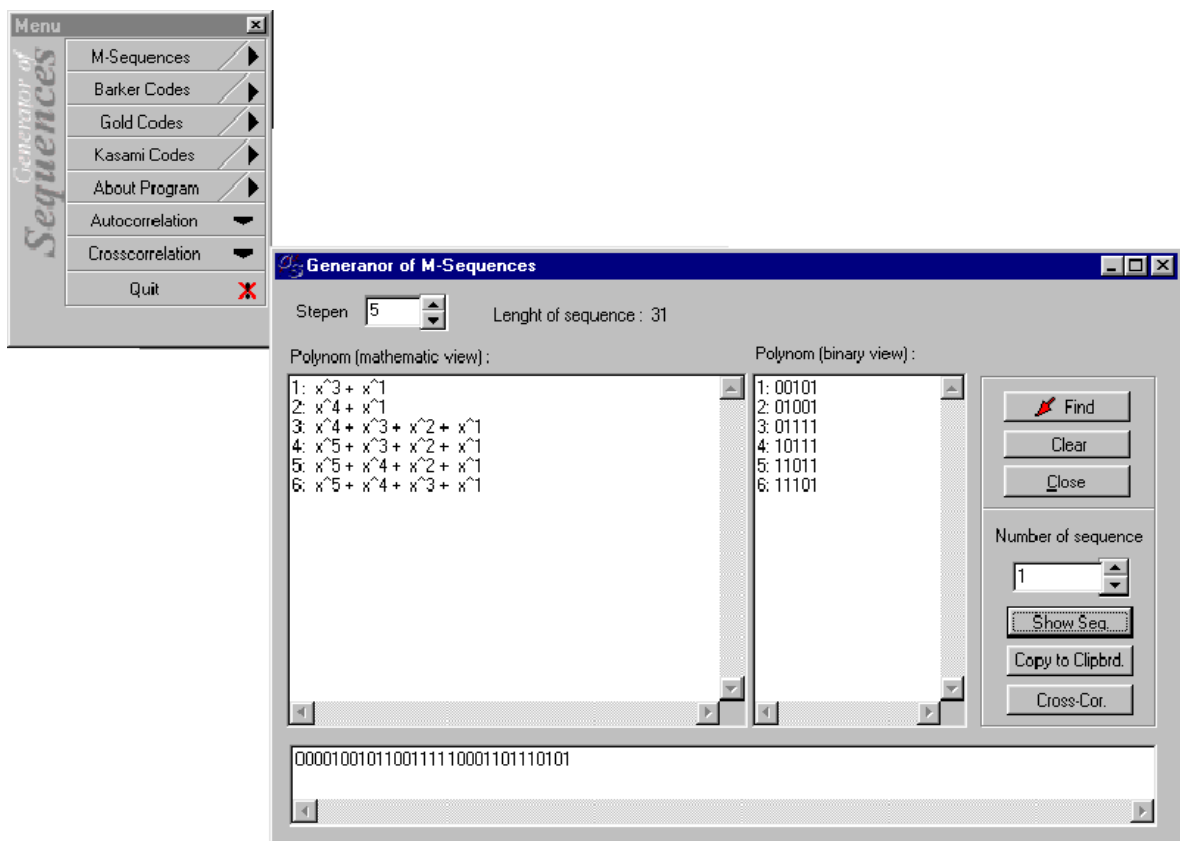 Menu
Generator of
Sequences
M-Sequences
Barker Codes
Gold Codes
Kasami Codes
About Program
Autocorrelation
Crosscorrelation
Quit
Generanor of M-Sequences
Stepen 5 Lenght of sequence : 31
Polynom (mathematic view) :
1: x^3 + x^1
2: x^4 + x^1
3: x^4 + x^3 + x^2 + x^1
4: x^5 + x^3 + x^2 + x^1
5: x^5 + x^4 + x^2 + x^1
6: x^5 + x^4 + x^3 + x^1
Polynom (binary view) :
1: 00101
2: 01001
3: 01111
4: 10111
5: 11011
6: 11101
Find
Clear
Close
Number of sequence
1
Show Seq.
Copy to Clipbrd.
Cross-Cor.
0000100101100111110001101110101